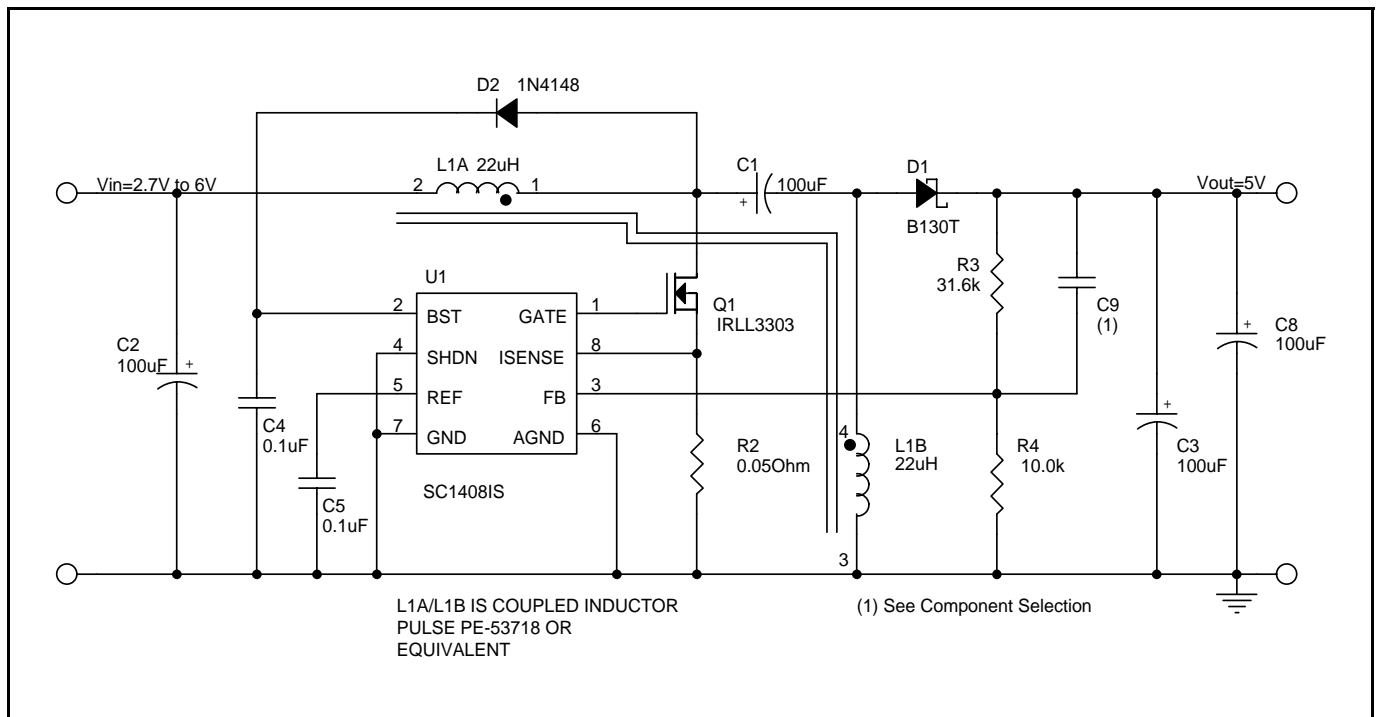 D2 1N4148
L1A 22uH
Vin=2.7V to 6V
2
1
C1
100uF
+
D1
B130T
Vout=5V
U1
2 BST
4 SHDN
5 REF
7 GND
GATE 1
ISENSE 8
FB 3
AGND 6
SC1408IS
Q1
IRLL3303
R3
31.6k
C9
(1)
C8
100uF
+
C2
100uF
+
C4
0.1uF
C5
0.1uF
R2
0.05Ohm
4
L1B
22uH
3
R4
10.0k
C3
100uF
+
L1A/L1B IS COUPLED INDUCTOR
PULSE PE-53718 OR
EQUIVALENT
(1) See Component Selection